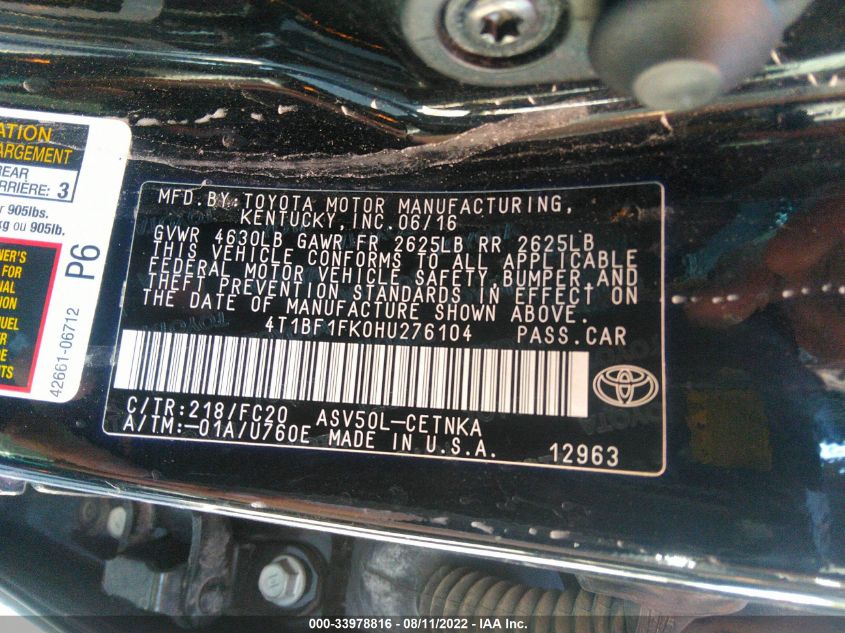 ATION
ARGEMENT
REAR
ARRIÈRE: 3
r 905lbs.
kg ou 905lb.
P6
42661-06712
MFD.BY:TOYOTA MOTOR MANUFACTURING,
KENTUCKY,INC.06/16
GVWR 4630LB GAWR FR 2625LB RR 2625LB
THIS VEHICLE CONFORMS TO ALL APPLICABLE
FEDERAL MOTOR VEHICLE SAFETY,BUMPER,AND
THEFT PREVENTION STANDARDS IN EFFECT ON
THE DATE OF MANUFACTURE SHOWN ABOVE.
4T1BF1FK0HU276104 PASS.CAR
C/TR:218/FC20 ASV50L-CETNKA
A/TM:-01A/U760E MADE IN U.S.A.
12963
000-33978816 - 08/11/2022 - IAA Inc.